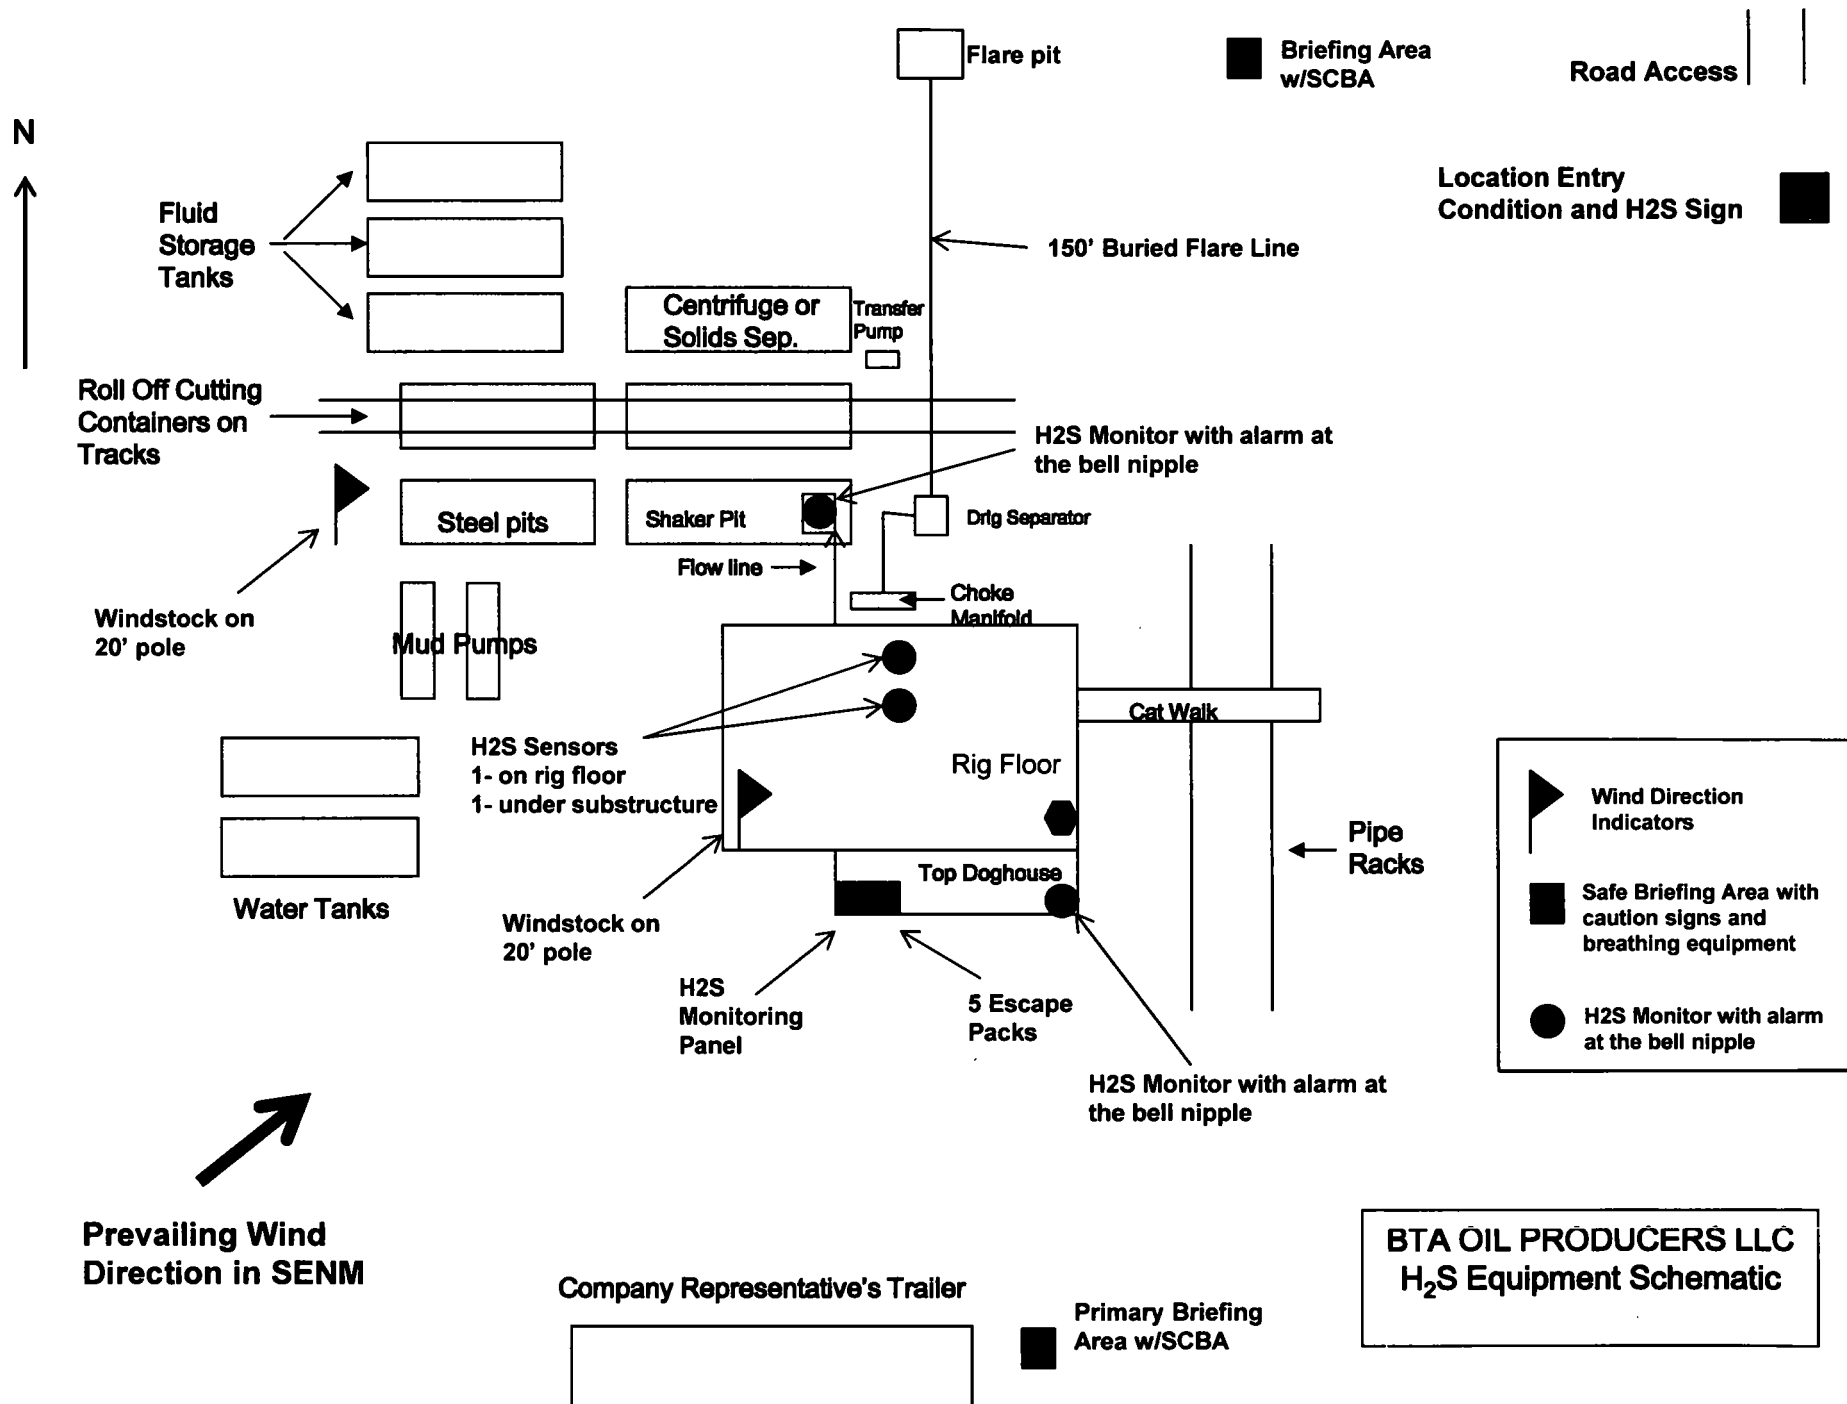 Flare pit
Briefing Area
w/SCBA
Road Access
N
Location Entry
Condition and H2S Sign
Fluid
Storage
Tanks
150' Buried Flare Line
Centrifuge or
Solids Sep.
Transfer
Pump
Roll Off Cutting
Containers on
Tracks
H2S Monitor with alarm at
the bell nipple
Steel pits
Shaker Pit
Drlg Separator
Flow line
Choke
Manifold
Windstock on
20' pole
Mud Pumps
Cat Walk
H2S Sensors
1- on rig floor
1- under substructure
Rig Floor
Wind Direction
Indicators
Pipe
Racks
Top Doghouse
Safe Briefing Area with
caution signs and
breathing equipment
Water Tanks
Windstock on
20' pole
H2S
Monitoring
Panel
5 Escape
Packs
H2S Monitor with alarm
at the bell nipple
H2S Monitor with alarm at
the bell nipple
Prevailing Wind
Direction in SENM
BTA OIL PRODUCERS LLC
H2S Equipment Schematic
Company Representative's Trailer
Primary Briefing
Area w/SCBA